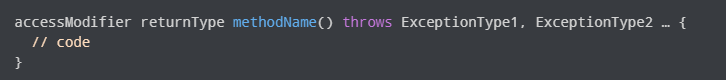 accessModifier returnType methodName() throws ExceptionType1, ExceptionType2 … {
  // code
}